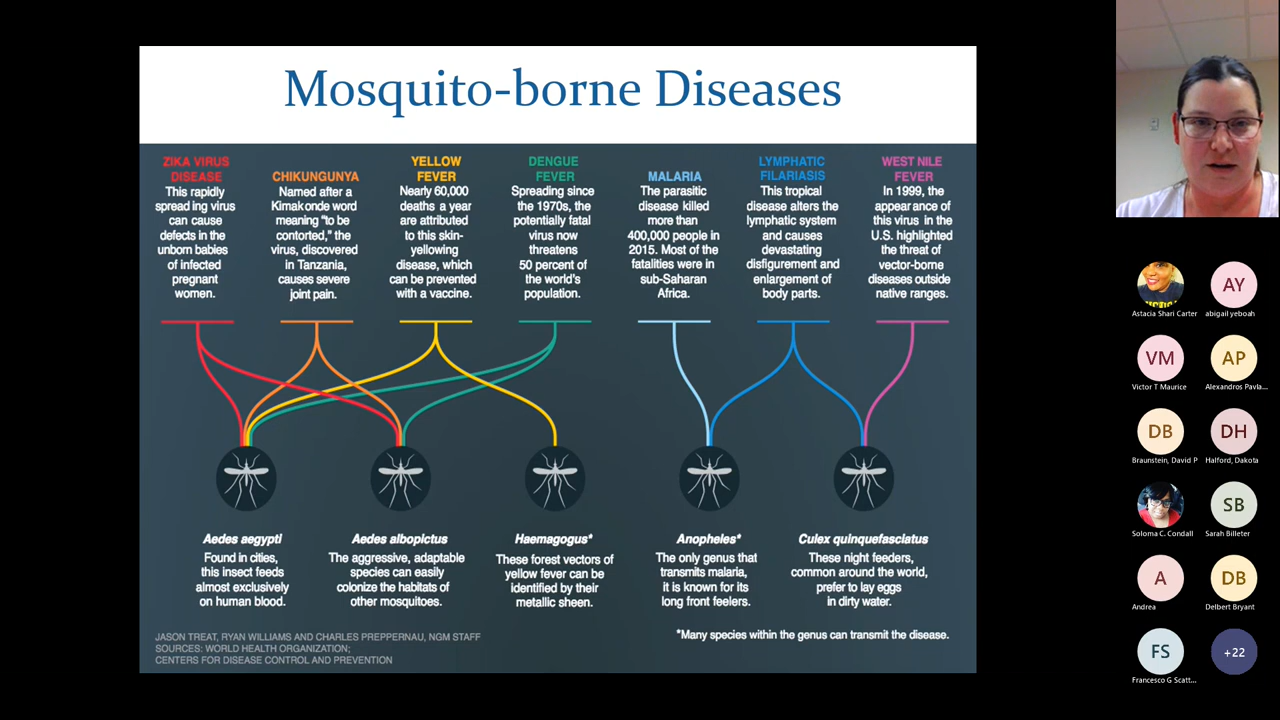 Mosquito-borne Diseases
ZIKA VIRUS
DISEASE
This rapidly
spreading virus
can cause
defects in the
unborn babies
of infected
pregnant
women.
CHIKUNGUNYA
Named after a
Kimakonde word
meaning "to be
contorted," the
virus, discovered
in Tanzania,
causes severe
joint pain.
YELLOW
FEVER
Nearly 60,000
deaths a year
are attributed
to this skin-
yellowing
disease, which
can be prevented
with a vaccine.
DENGUE
FEVER
Spreading since
the 1970s, the
potentially fatal
virus now
threatens
50 percent of
the world's
population.
MALARIA
The parasitic
disease killed
more than
400,000 people in
2015. Most of the
fatalities were in
sub-Saharan
Africa.
LYMPHATIC
FILARIASIS
This tropical
disease alters the
lymphatic system
and causes
devastating
disfigurement and
enlargement of
body parts.
WEST NILE
FEVER
In 1999, the
appearance of
this virus in the
U.S. highlighted
the threat of
vector-borne
diseases outside
native ranges.
Aedes aegypti
Found in cities,
this insect feeds
almost exclusively
on human blood.
Aedes albopictus
The aggressive, adaptable
species can easily
colonize the habitats of
other mosquitoes.
Haemagogus*
These forest vectors of
yellow fever can be
identified by their
metallic sheen.
Anopheles*
The only genus that
transmits malaria,
it is known for its
long front feelers.
Culex quinquefasciatus
These night feeders,
common around the world,
prefer to lay eggs
in dirty water.
JASON TREAT, RYAN WILLIAMS AND CHARLES PREPPERNAU, NGM STAFF
SOURCES: WORLD HEALTH ORGANIZATION;
CENTERS FOR DISEASE CONTROL AND PREVENTION
*Many species within the genus can transmit the disease.
Astacia Shari Carter
AY
abigail yeboah
VM
Victor T Maurice
AP
Alexandros Pavla...
DB
Braunstein, David P
DH
Halford, Dakota
Soloma C. Condall
SB
Sarah Billeter
A
Andrea
DB
Delbert Bryant
FS
Francesco G Scatt...
+22